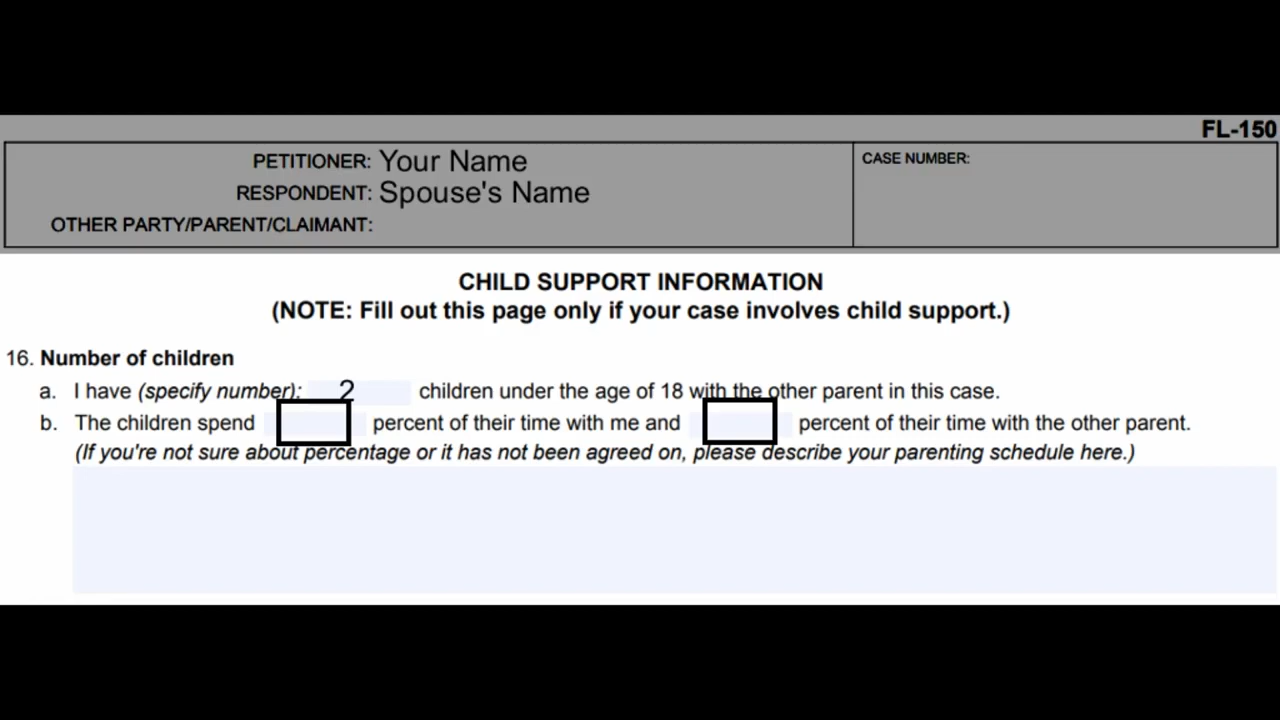 FL-150
PETITIONER: Your Name
CASE NUMBER:
RESPONDENT: Spouse's Name
OTHER PARTY/PARENT/CLAIMANT:
CHILD SUPPORT INFORMATION
(NOTE: Fill out this page only if your case involves child support.)
16. Number of children
a. I have (specify number): 2 children under the age of 18 with the other parent in this case.
b. The children spend percent of their time with me and percent of their time with the other parent.
(If you're not sure about percentage or it has not been agreed on, please describe your parenting schedule here.)